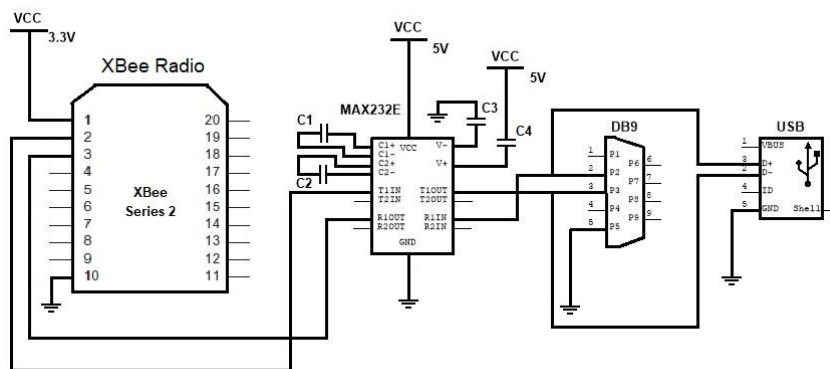 VCC
3.3V
XBee Radio
1
2
3
4
5
6
7
8
9
10
20
19
18
17
16
15
14
13
12
11
XBee
Series 2
VCC
5V
MAX232E
C1
C2
C3
VCC
5V
C4
C1+
C1-
C2+
C2-
VCC
V-
V+
T1IN
T2IN
T1OUT
T2OUT
R1OUT
R2OUT
R1IN
R2IN
GND
DB9
1
2
3
4
5
P1
P2
P3
P4
P5
P6
P7
P8
P9
6
7
8
9
USB
1
3
2
4
5
VBUS
D+
D-
ID
GND
Shell